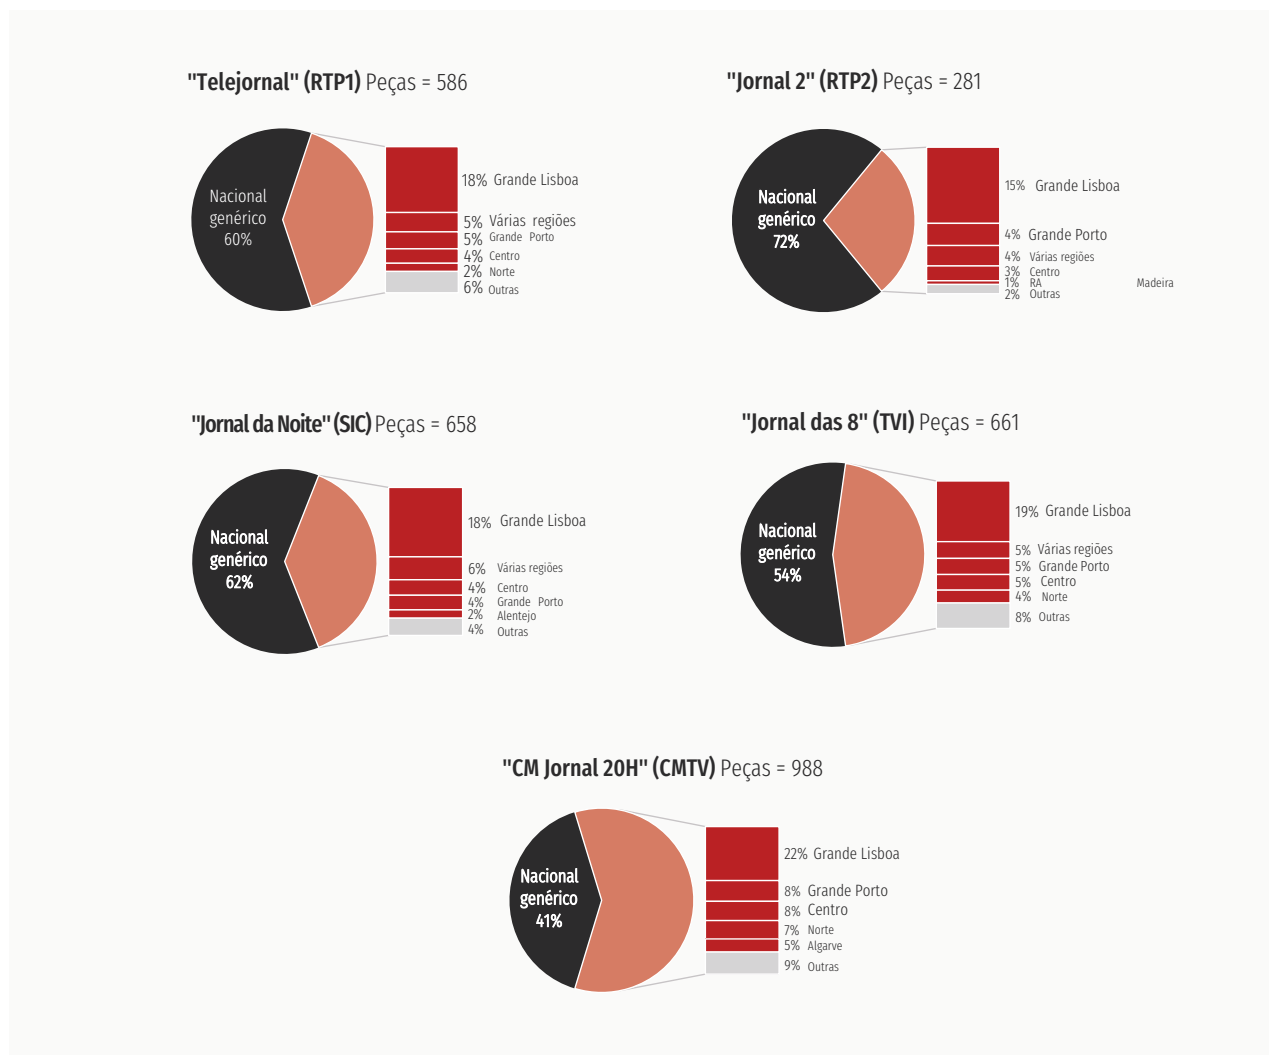 "Telejornal" (RTP1) Peças = 586
Nacional
genérico
60%
18% Grande Lisboa
5% Várias regiões
5% Grande Porto
4% Centro
2% Norte
6% Outras
"Jornal 2" (RTP2) Peças = 281
Nacional
genérico
72%
15% Grande Lisboa
4% Grande Porto
4% Várias regiões
3% Centro
1% RA Madeira
2% Outras
"Jornal da Noite" (SIC) Peças = 658
Nacional
genérico
62%
18% Grande Lisboa
6% Várias regiões
4% Centro
4% Grande Porto
2% Alentejo
4% Outras
"Jornal das 8" (TVI) Peças = 661
Nacional
genérico
54%
19% Grande Lisboa
5% Várias regiões
5% Grande Porto
5% Centro
4% Norte
8% Outras
"CM Jornal 20H" (CMTV) Peças = 988
Nacional
genérico
41%
22% Grande Lisboa
8% Grande Porto
8% Centro
7% Norte
5% Algarve
9% Outras